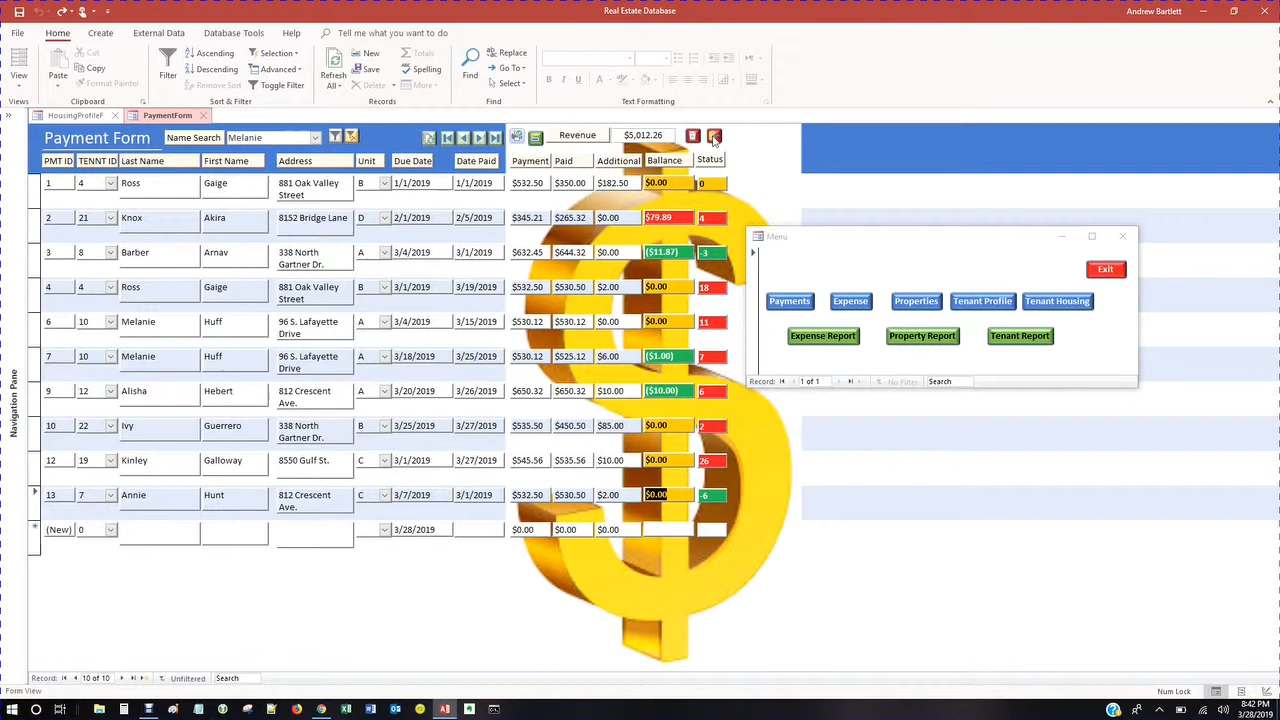 Real Estate Database
Andrew Bartlett
File Home Create External Data Database Tools Help Tell me what you want to do
View
Views
Paste
Cut
Copy
Format Painter
Clipboard
Filter
Ascending
Descending
Remove Sort
Selection
Advanced
Toggle Filter
Sort & Filter
Refresh
All
New
Save
Delete
Totals
Spelling
More
Records
Find
Replace
Go To
Select
Find
B I U
Text Formatting
HousingProfileF PaymentForm
Navigation Pane
Payment Form Name Search Melanie Revenue $5,012.26
PMT ID TENNT ID Last Name First Name Address Unit Due Date Date Paid Payment Paid Additional Ballance Status
1 4 Ross Gaige 881 Oak Valley Street B 1/1/2019 1/1/2019 $532.50 $350.00 $182.50 $0.00 0
2 21 Knox Akira 8152 Bridge Lane D 2/1/2019 2/5/2019 $345.21 $265.32 $0.00 $79.89 4
3 8 Barber Arnav 338 North Gartner Dr. A 3/4/2019 3/1/2019 $632.45 $644.32 $0.00 ($11.87) -3
4 4 Ross Gaige 881 Oak Valley Street B 3/1/2019 3/19/2019 $532.50 $530.50 $2.00 $0.00 18
6 10 Melanie Huff 96 S. Lafayette Drive A 3/4/2019 3/15/2019 $530.12 $530.12 $0.00 $0.00 11
7 10 Melanie Huff 96 S. Lafayette Drive A 3/18/2019 3/25/2019 $530.12 $525.12 $6.00 ($1.00) 7
9 12 Alisha Hebert 812 Crescent Ave. A 3/20/2019 3/26/2019 $650.32 $650.32 $10.00 ($10.00) 6
10 22 Ivy Guerrero 338 North Gartner Dr. B 3/25/2019 3/27/2019 $535.50 $450.50 $85.00 $0.00 2
12 19 Kinley Galloway 8550 Gulf St. C 3/1/2019 3/27/2019 $545.56 $535.56 $10.00 $0.00 26
13 7 Annie Hunt 812 Crescent Ave. C 3/7/2019 3/1/2019 $532.50 $530.50 $2.00 $0.00 -6
(New) 0 3/28/2019 $0.00 $0.00 $0.00
Menu
Exit
Payments Expense Properties Tenant Profile Tenant Housing
Expense Report Property Report Tenant Report
Record: 1 of 1 No Filter Search
Record: 10 of 10 Unfiltered Search
Form View
Num Lock
8:42 PM
3/28/2019